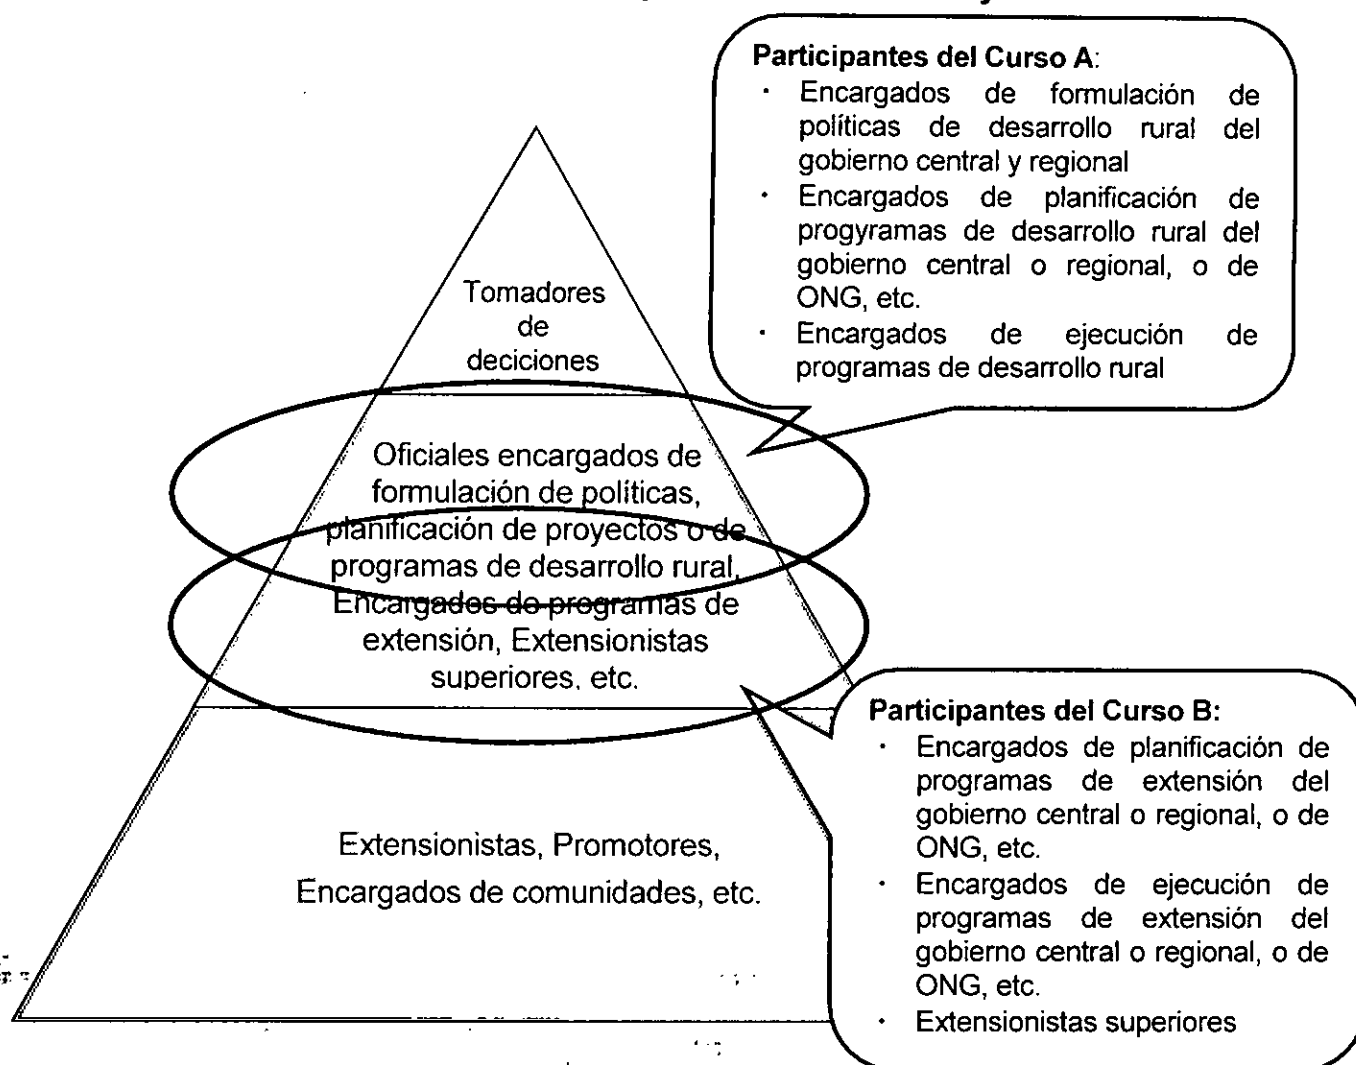 Participantes del Curso A:
· Encargados de formulación de
políticas de desarrollo rural del
gobierno central y regional
· Encargados de planificación de
progyramas de desarrollo rural del
gobierno central o regional, o de
ONG, etc.
· Encargados de ejecución de
programas de desarrollo rural
Tomadores
de
deciciones
Oficiales encargados de
formulación de políticas,
planificación de proyectos o de
programas de desarrollo rural,
Encargados de programas de
extensión, Extensionistas
superiores, etc.
Participantes del Curso B:
· Encargados de planificación de
programas de extensión del
gobierno central o regional, o de
ONG, etc.
· Encargados de ejecución de
programas de extensión del
gobierno central o regional, o de
ONG, etc.
· Extensionistas superiores
Extensionistas, Promotores,
Encargados de comunidades, etc.